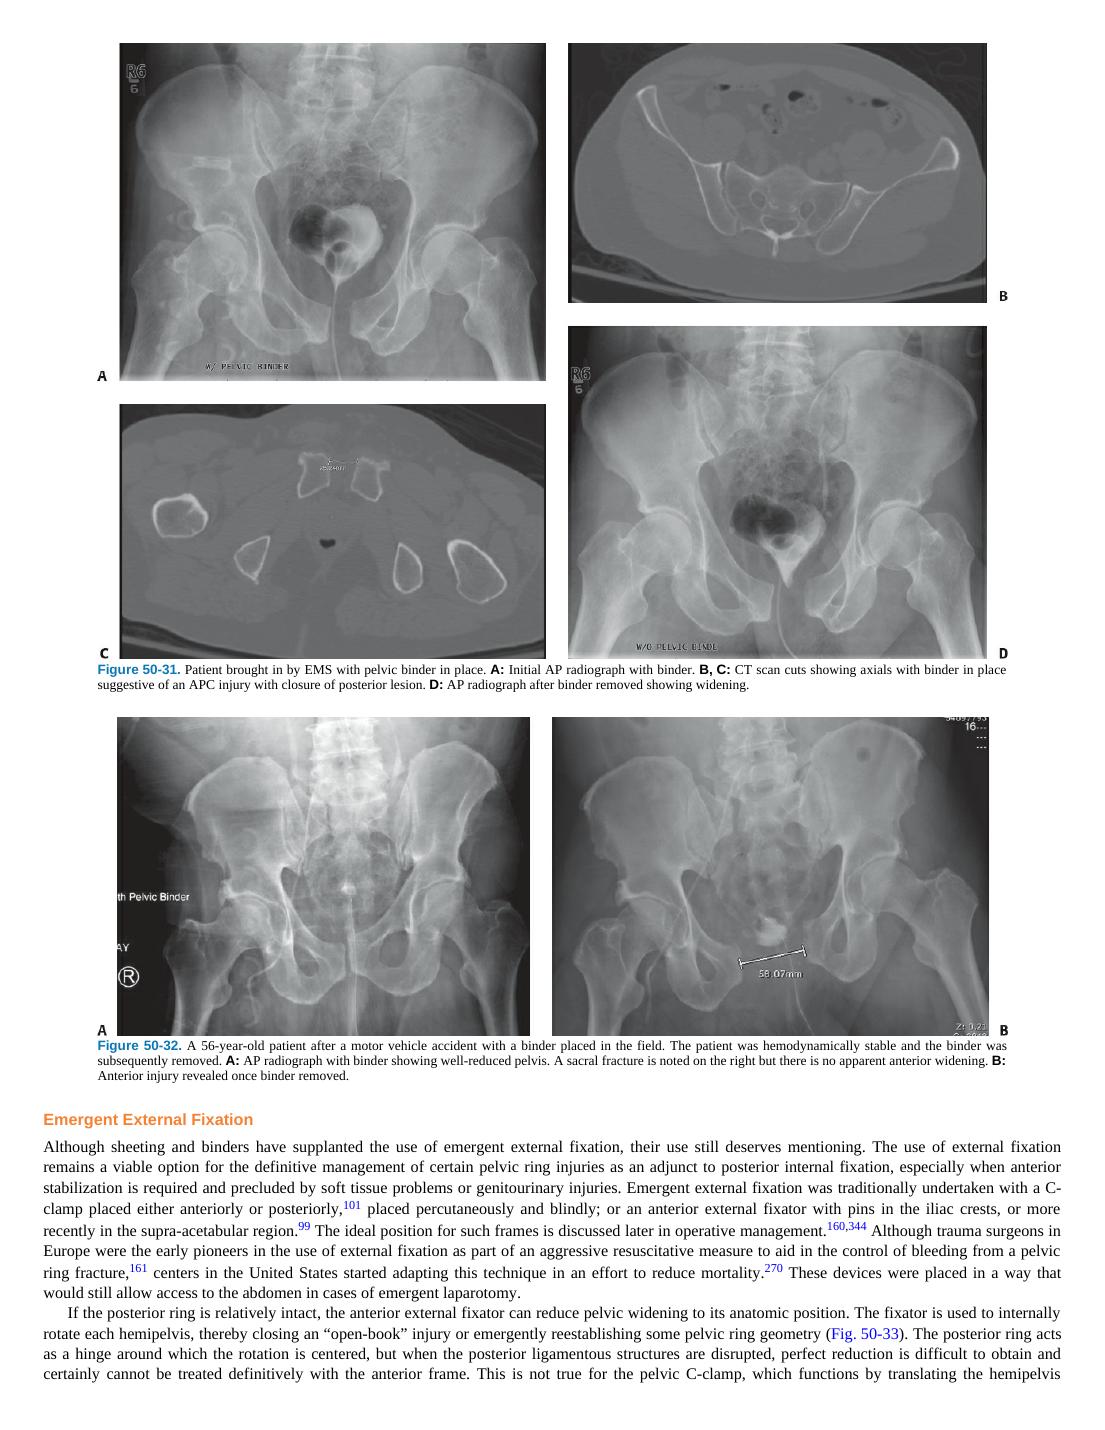 R6
6
W/ PELVIC BINDER
A
B
R6
6
W/O PELVIC BINDE
D
C
Figure 50-31. Patient brought in by EMS with pelvic binder in place. A: Initial AP radiograph with binder. B, C: CT scan cuts showing axials with binder in place
suggestive of an APC injury with closure of posterior lesion. D: AP radiograph after binder removed showing widening.
th Pelvic Binder
AY
R
A
16
---
---
58.07mm
Z: 0.21
B
Figure 50-32. A 56-year-old patient after a motor vehicle accident with a binder placed in the field. The patient was hemodynamically stable and the binder was
subsequently removed. A: AP radiograph with binder showing well-reduced pelvis. A sacral fracture is noted on the right but there is no apparent anterior widening. B:
Anterior injury revealed once binder removed.
Emergent External Fixation
Although sheeting and binders have supplanted the use of emergent external fixation, their use still deserves mentioning. The use of external fixation
remains a viable option for the definitive management of certain pelvic ring injuries as an adjunct to posterior internal fixation, especially when anterior
stabilization is required and precluded by soft tissue problems or genitourinary injuries. Emergent external fixation was traditionally undertaken with a C-
clamp placed either anteriorly or posteriorly,101 placed percutaneously and blindly; or an anterior external fixator with pins in the iliac crests, or more
recently in the supra-acetabular region.99 The ideal position for such frames is discussed later in operative management.160,344 Although trauma surgeons in
Europe were the early pioneers in the use of external fixation as part of an aggressive resuscitative measure to aid in the control of bleeding from a pelvic
ring fracture,161 centers in the United States started adapting this technique in an effort to reduce mortality.270 These devices were placed in a way that
would still allow access to the abdomen in cases of emergent laparotomy.
If the posterior ring is relatively intact, the anterior external fixator can reduce pelvic widening to its anatomic position. The fixator is used to internally
rotate each hemipelvis, thereby closing an “open-book” injury or emergently reestablishing some pelvic ring geometry (Fig. 50-33). The posterior ring acts
as a hinge around which the rotation is centered, but when the posterior ligamentous structures are disrupted, perfect reduction is difficult to obtain and
certainly cannot be treated definitively with the anterior frame. This is not true for the pelvic C-clamp, which functions by translating the hemipelvis